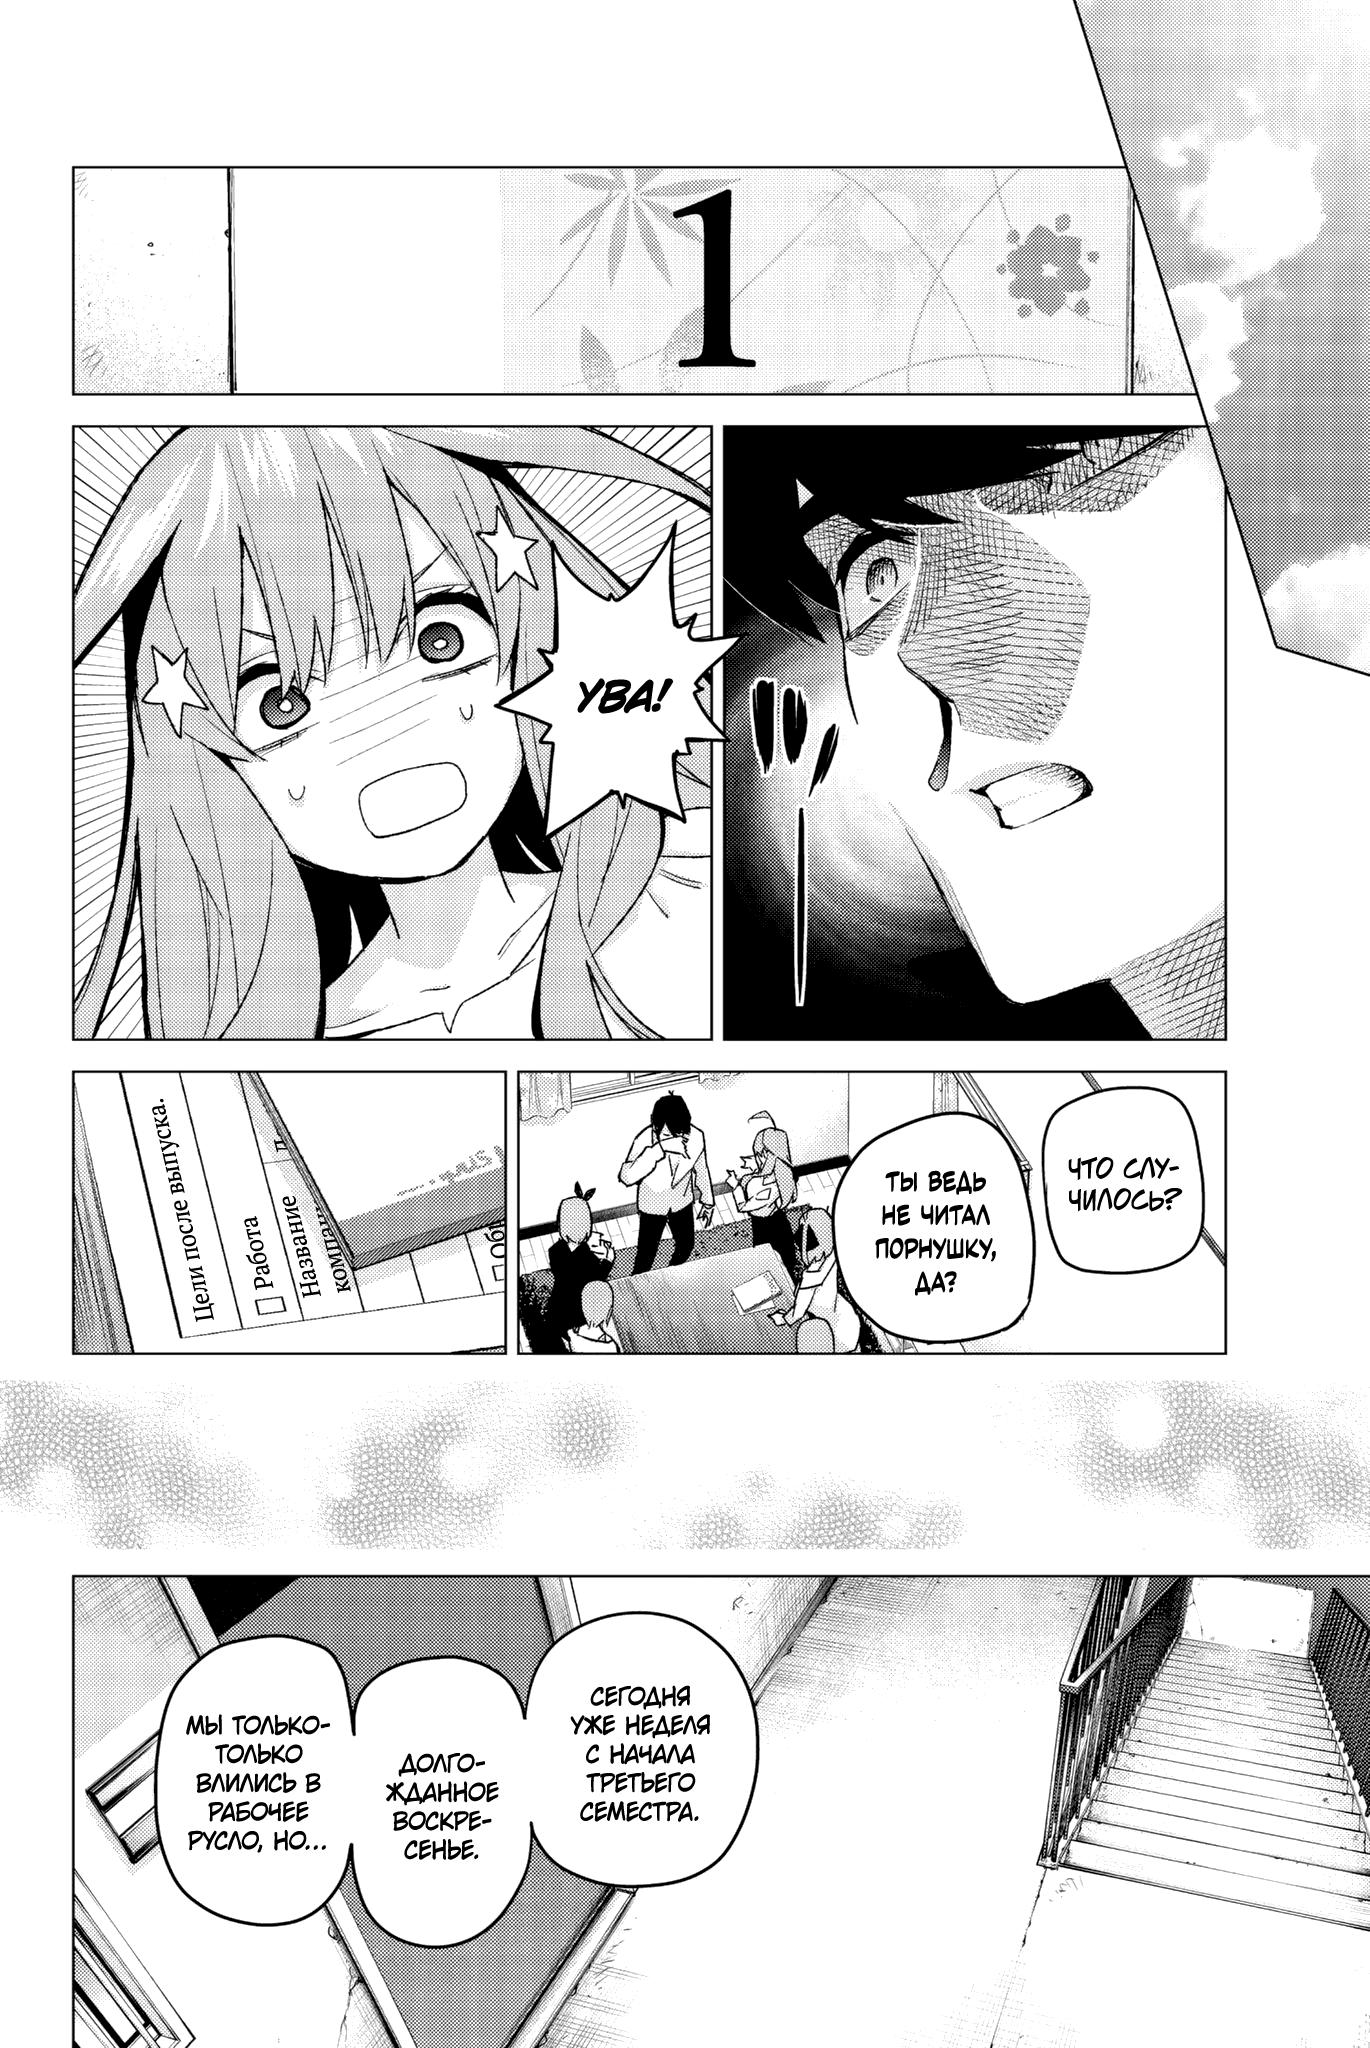 1
УВА!
ЧТО СЛУ-
ЧИЛОСЬ?
ТЫ ВЕДЬ
НЕ ЧИТАЛ
ПОРНУШКУ,
ДА?
Цели после выпуска.
Работа
Название
СЕГОДНЯ
УЖЕ НЕДЕЛЯ
С НАЧАЛА
ТРЕТЬЕГО
СЕМЕСТРА.
ДОЛГО-
ЖДАННОЕ
ВОСКРЕ-
СЕНЬЕ.
МЫ ТОЛЬКО-
ТОЛЬКО
ВЛИЛИСЬ В
РАБОЧЕЕ
РУСЛО, НО...